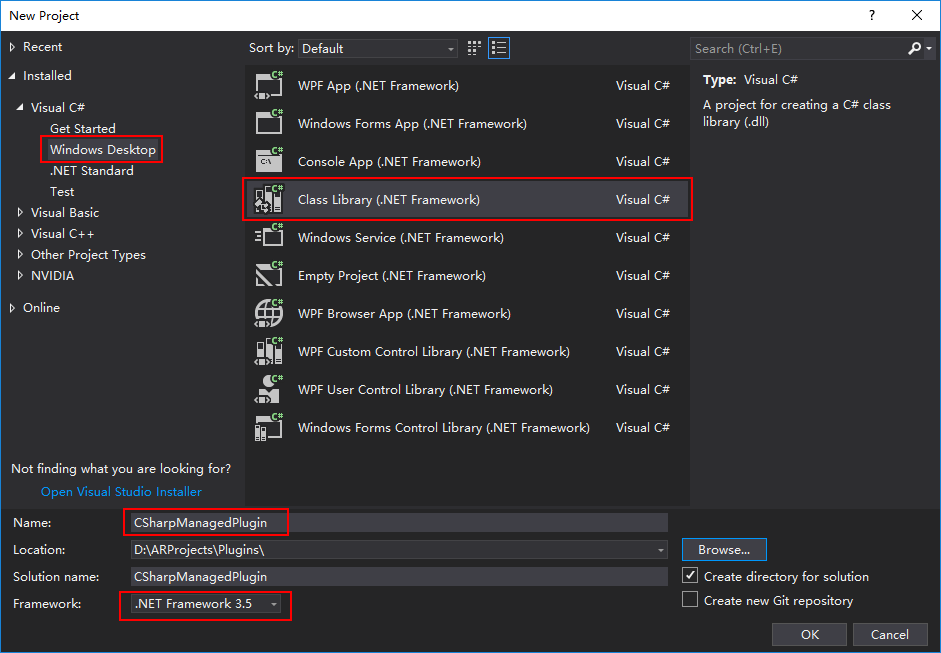 New Project
Recent
Installed
Visual C#
Get Started
Windows Desktop
.NET Standard
Test
Visual Basic
Visual C++
Other Project Types
NVIDIA
Online
Not finding what you are looking for?
Open Visual Studio Installer
Sort by: Default
WPF App (.NET Framework) Visual C#
Windows Forms App (.NET Framework) Visual C#
Console App (.NET Framework) Visual C#
Class Library (.NET Framework) Visual C#
Windows Service (.NET Framework) Visual C#
Empty Project (.NET Framework) Visual C#
WPF Browser App (.NET Framework) Visual C#
WPF Custom Control Library (.NET Framework) Visual C#
WPF User Control Library (.NET Framework) Visual C#
Windows Forms Control Library (.NET Framework) Visual C#
Search (Ctrl+E)
Type: Visual C#
A project for creating a C# class
library (.dll)
Name: CSharpManagedPlugin
Location: D:\ARProjects\Plugins\
Browse...
Solution name: CSharpManagedPlugin
Create directory for solution
Framework: .NET Framework 3.5
Create new Git repository
OK
Cancel